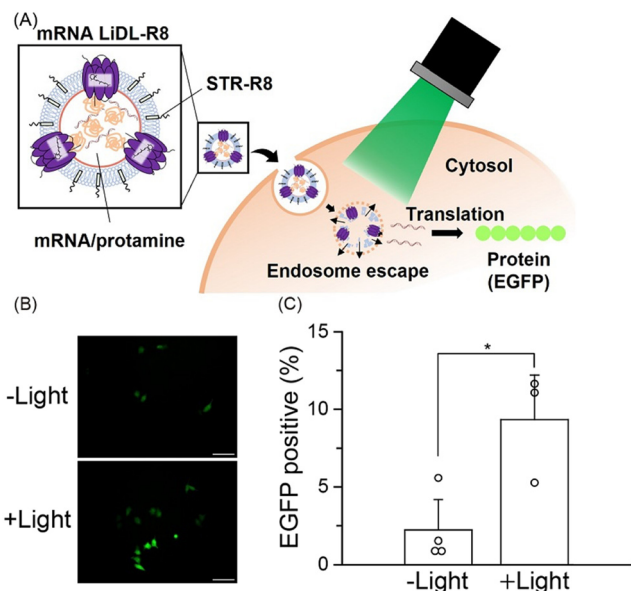 (A)
mRNA LiDL-R8
STR-R8
mRNA/protamine
Cytosol
Translation
Endosome escape
Protein
(EGFP)
(B)
-Light
+Light
(C)
EGFP positive (%)
15
10
5
0
*
-Light
+Light